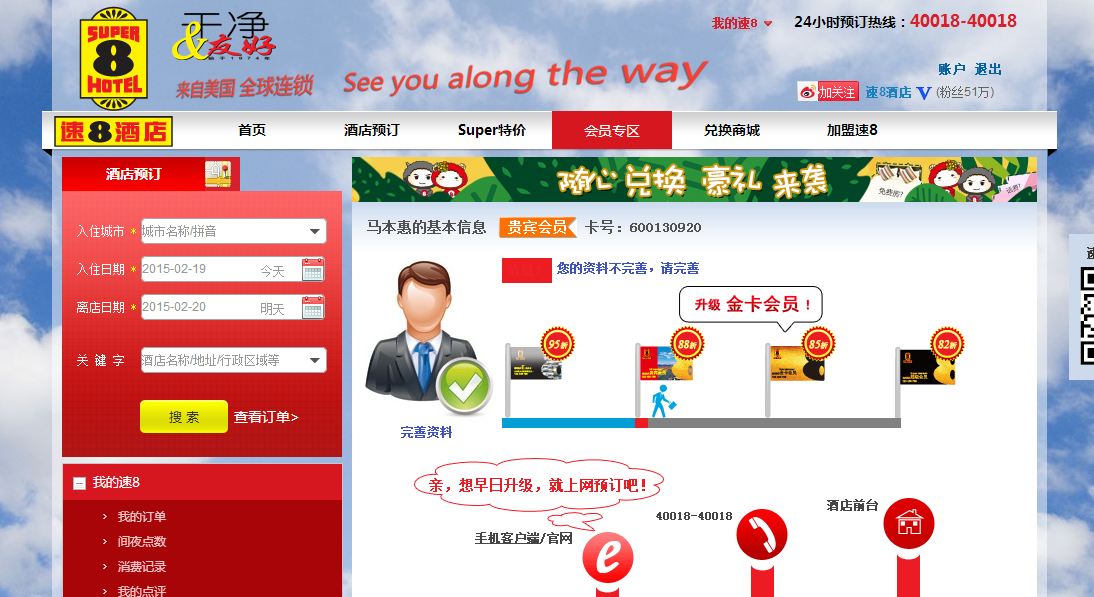 SUPER
8
HOTEL
干净
&友好
来自美国 全球连锁
See you along the way
我的速8
24小时预订热线：40018-40018
账户 退出
加关注 速8酒店 (粉丝51万)
速8酒店
首页 酒店预订 Super特价 会员专区 兑换商城 加盟速8
酒店预订
入住城市 * 城市名称/拼音
入住日期 * 2015-02-19 今天
离店日期 * 2015-02-20 明天
关 键 字 酒店名称/地址/行政区域等
搜 索 查看订单>
我的速8
> 我的订单
> 间夜点数
> 消费记录
> 我的点评
随心兑换 豪礼来袭
免费房?
话费?
马本惠的基本信息 贵宾会员 卡号：600130920
您的资料不完善，请完善
升级 金卡会员！
95折 88折 85折 82折
完善资料
亲，想早日升级，就上网预订吧！
手机客户端/官网
e
40018-40018
酒店前台
速